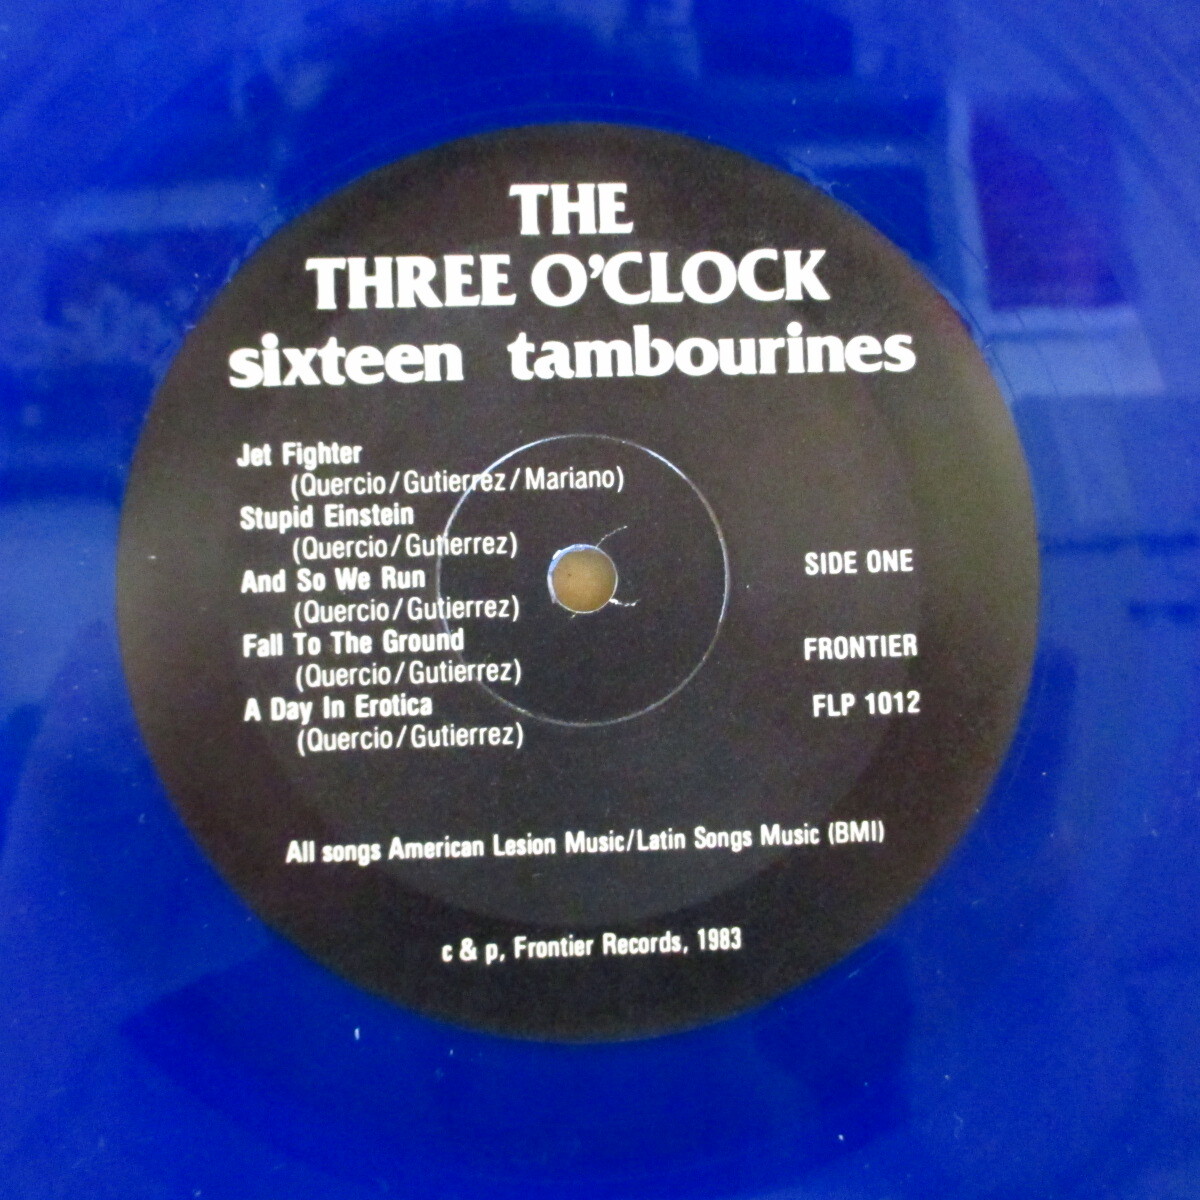 THE
THREE O'CLOCK
sixteen tambourines
Jet Fighter
(Quercio/Gutierrez/Mariano)
Stupid Einstein
(Quercio/Gutierrez)
And So We Run
(Quercio/Gutierrez)
Fall To The Ground
(Quercio/Gutierrez)
A Day In Erotica
(Quercio/Gutierrez)
SIDE ONE
FRONTIER
FLP 1012
All songs American Lesion Music/Latin Songs Music (BMI)
c & p, Frontier Records, 1983